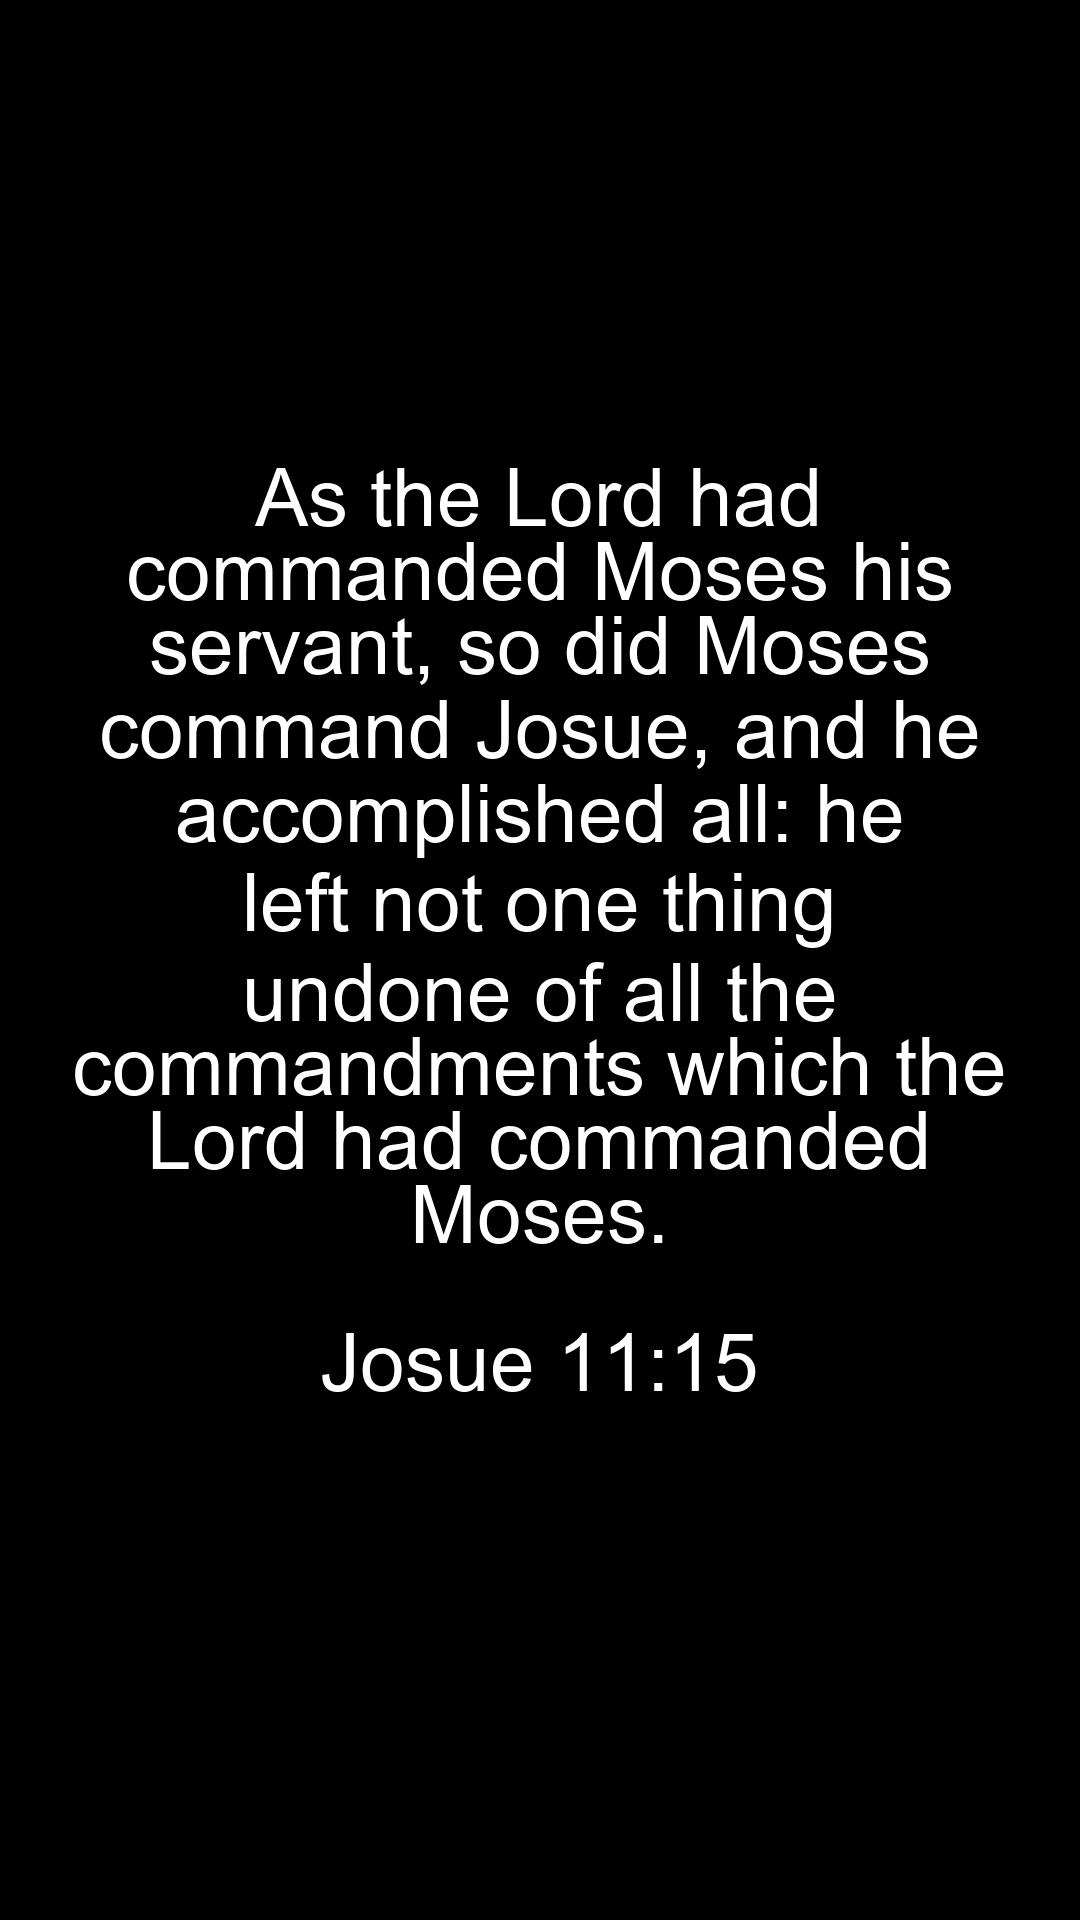 As the Lord had
commanded Moses his
servant, so did Moses
command Josue, and he
accomplished all: he
left not one thing
undone of all the
commandments which the
Lord had commanded
Moses.
Josue 11:15